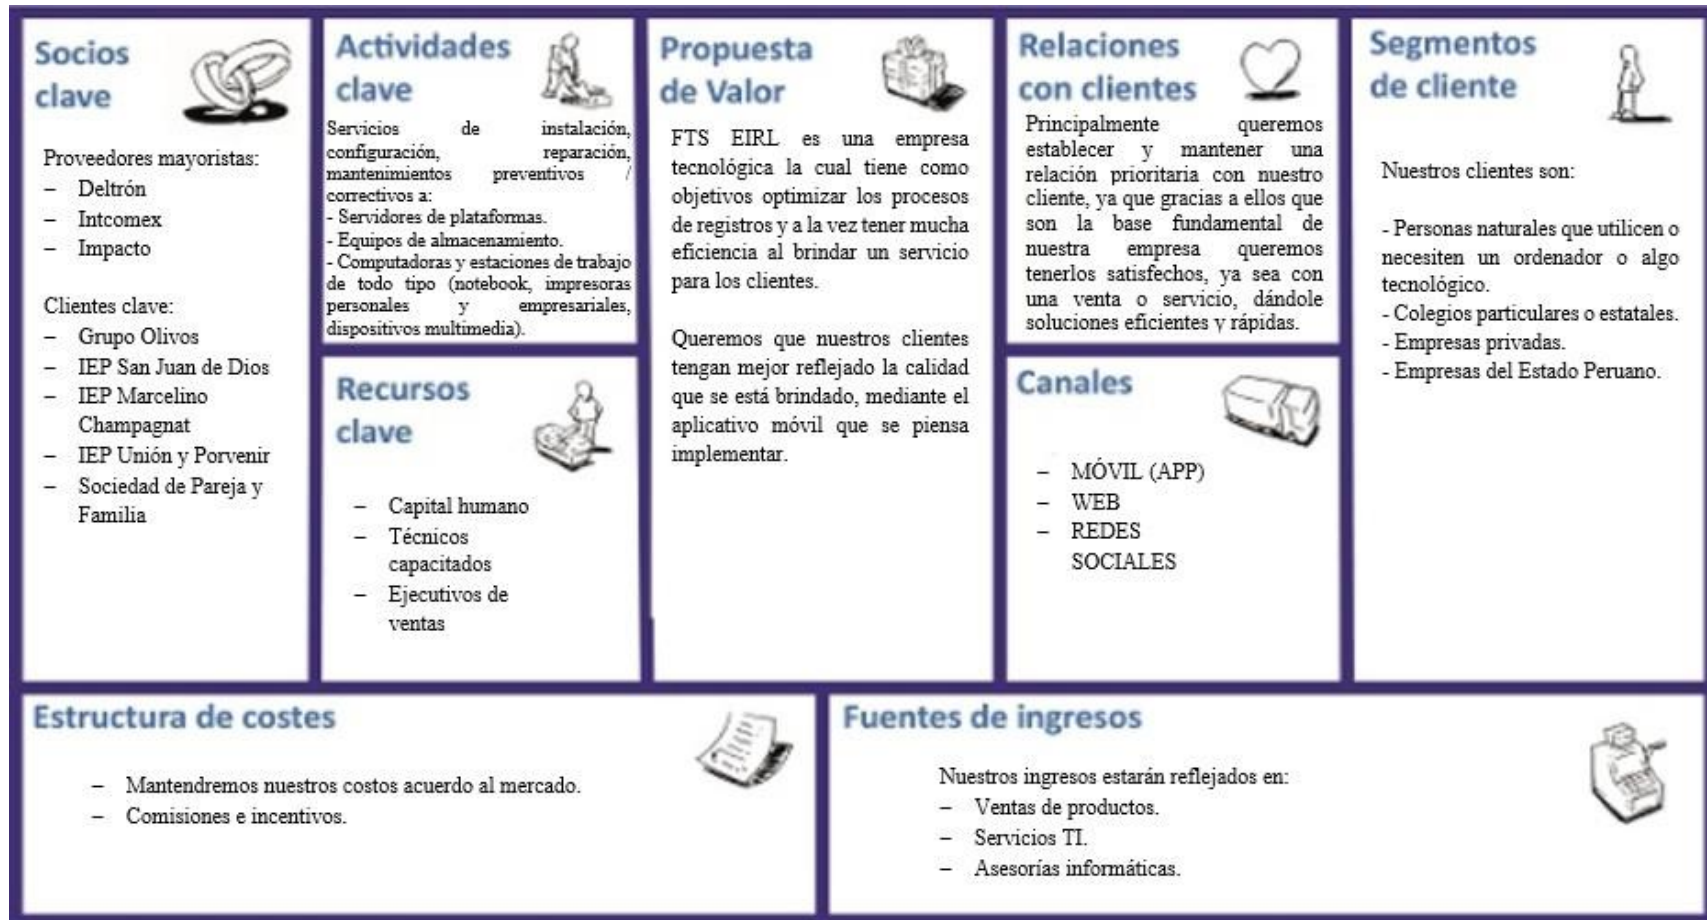 Socios
clave
Proveedores mayoristas:
– Deltrón
– Intcomex
– Impacto
Clientes clave:
– Grupo Olivos
– IEP San Juan de Dios
– IEP Marcelino
Champagnat
– IEP Unión y Porvenir
– Sociedad de Pareja y
Familia
Actividades
clave
Servicios de instalación,
configuración, reparación,
mantenimientos preventivos /
correctivos a:
- Servidores de plataformas.
- Equipos de almacenamiento.
- Computadoras y estaciones de trabajo
de todo tipo (notebook, impresoras
personales y empresariales,
dispositivos multimedia).
Recursos
clave
– Capital humano
– Técnicos
capacitados
– Ejecutivos de
ventas
Propuesta
de Valor
FTS EIRL es una empresa
tecnológica la cual tiene como
objetivos optimizar los procesos
de registros y a la vez tener mucha
eficiencia al brindar un servicio
para los clientes.
Queremos que nuestros clientes
tengan mejor reflejado la calidad
que se está brindado, mediante el
aplicativo móvil que se piensa
implementar.
Relaciones
con clientes
Principalmente queremos
establecer y mantener una
relación prioritaria con nuestro
cliente, ya que gracias a ellos que
son la base fundamental de
nuestra empresa queremos
tenerlos satisfechos, ya sea con
una venta o servicio, dándole
soluciones eficientes y rápidas.
Canales
– MÓVIL (APP)
– WEB
– REDES
SOCIALES
Segmentos
de cliente
Nuestros clientes son:
- Personas naturales que utilicen o
necesiten un ordenador o algo
tecnológico.
- Colegios particulares o estatales.
- Empresas privadas.
- Empresas del Estado Peruano.
Estructura de costes
– Mantendremos nuestros costos acuerdo al mercado.
– Comisiones e incentivos.
Fuentes de ingresos
Nuestros ingresos estarán reflejados en:
– Ventas de productos.
– Servicios TI.
– Asesorías informáticas.